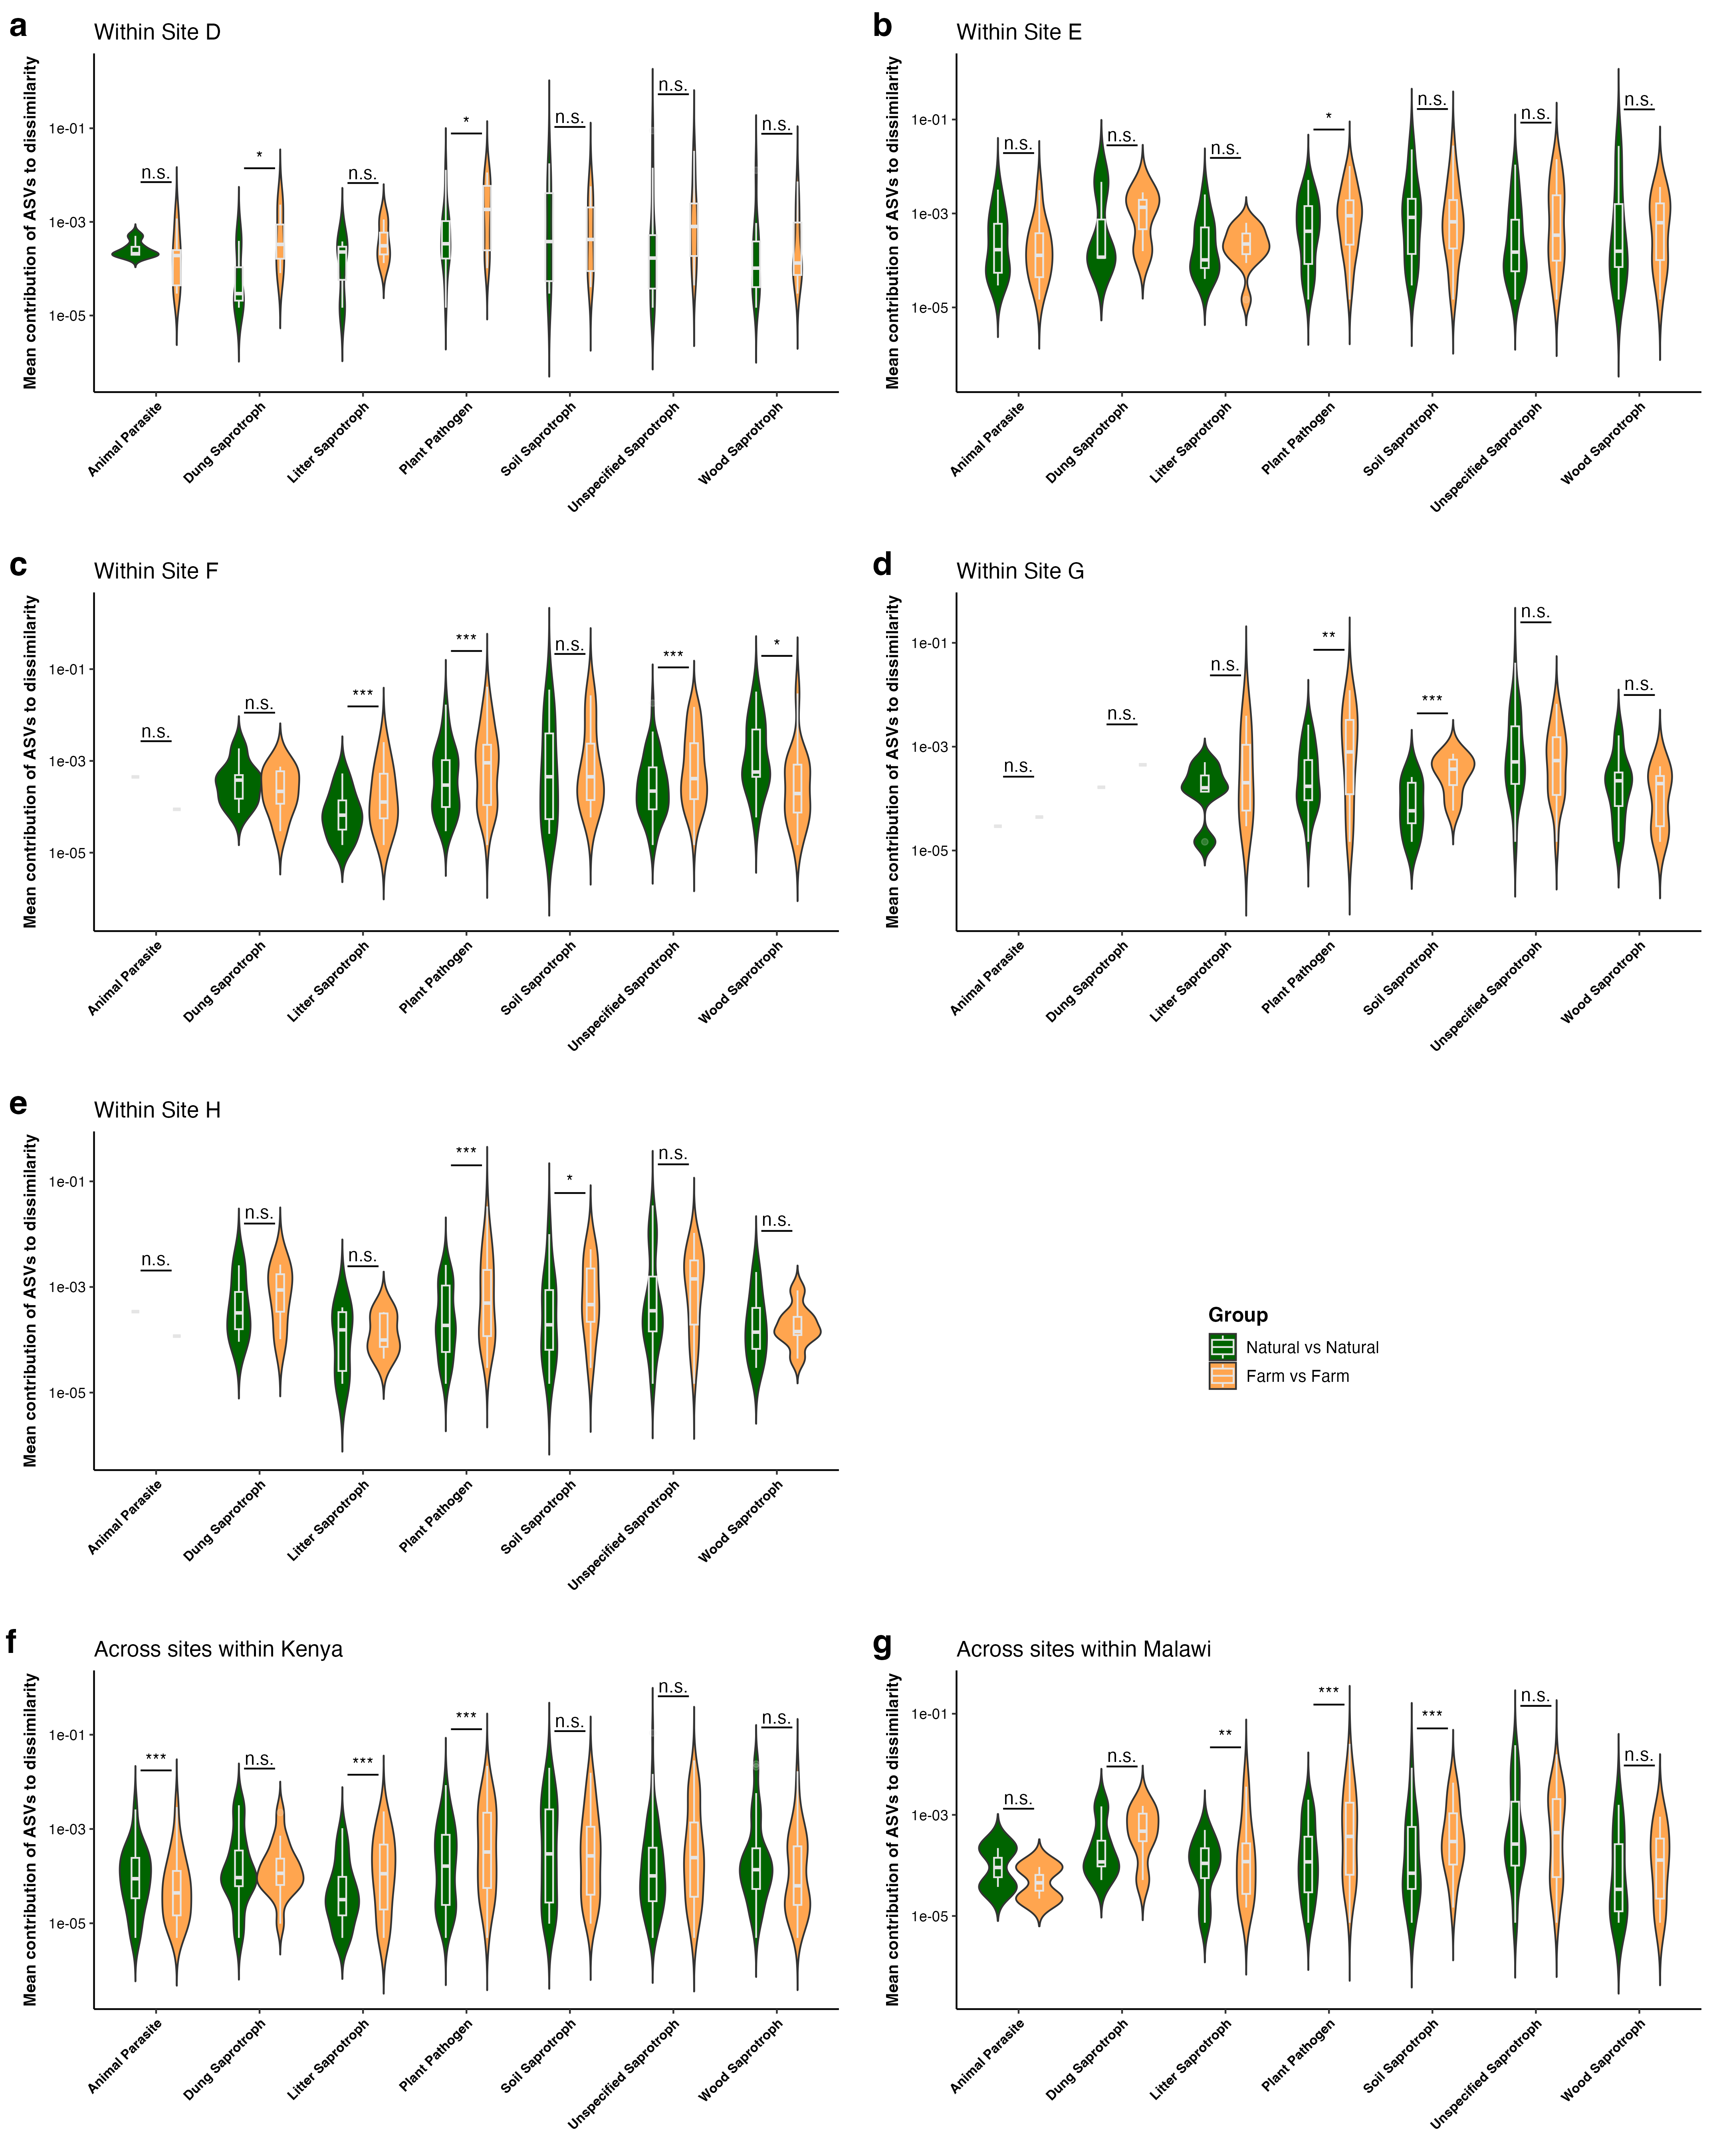 a Within Site D
Mean contribution of ASVs to dissimilarity
1e-01
1e-03
1e-05
n.s. * n.s. * n.s. n.s. n.s.
Animal Parasite
Dung Saprotroph
Litter Saprotroph
Plant Pathogen
Soil Saprotroph
Unspecified Saprotroph
Wood Saprotroph
b Within Site E
Mean contribution of ASVs to dissimilarity
1e-01
1e-03
1e-05
n.s. n.s. n.s. * n.s. n.s. n.s.
Animal Parasite
Dung Saprotroph
Litter Saprotroph
Plant Pathogen
Soil Saprotroph
Unspecified Saprotroph
Wood Saprotroph
c Within Site F
Mean contribution of ASVs to dissimilarity
1e-01
1e-03
1e-05
n.s. n.s. *** *** n.s. *** *
Animal Parasite
Dung Saprotroph
Litter Saprotroph
Plant Pathogen
Soil Saprotroph
Unspecified Saprotroph
Wood Saprotroph
d Within Site G
Mean contribution of ASVs to dissimilarity
1e-01
1e-03
1e-05
n.s. n.s. n.s. ** *** n.s. n.s.
Animal Parasite
Dung Saprotroph
Litter Saprotroph
Plant Pathogen
Soil Saprotroph
Unspecified Saprotroph
Wood Saprotroph
e Within Site H
Mean contribution of ASVs to dissimilarity
1e-01
1e-03
1e-05
n.s. n.s. n.s. *** * n.s. n.s.
Animal Parasite
Dung Saprotroph
Litter Saprotroph
Plant Pathogen
Soil Saprotroph
Unspecified Saprotroph
Wood Saprotroph
Group
Natural vs Natural
Farm vs Farm
f Across sites within Kenya
Mean contribution of ASVs to dissimilarity
1e-01
1e-03
1e-05
*** n.s. *** *** n.s. n.s. n.s.
Animal Parasite
Dung Saprotroph
Litter Saprotroph
Plant Pathogen
Soil Saprotroph
Unspecified Saprotroph
Wood Saprotroph
g Across sites within Malawi
Mean contribution of ASVs to dissimilarity
1e-01
1e-03
1e-05
n.s. n.s. ** *** *** n.s. n.s.
Animal Parasite
Dung Saprotroph
Litter Saprotroph
Plant Pathogen
Soil Saprotroph
Unspecified Saprotroph
Wood Saprotroph